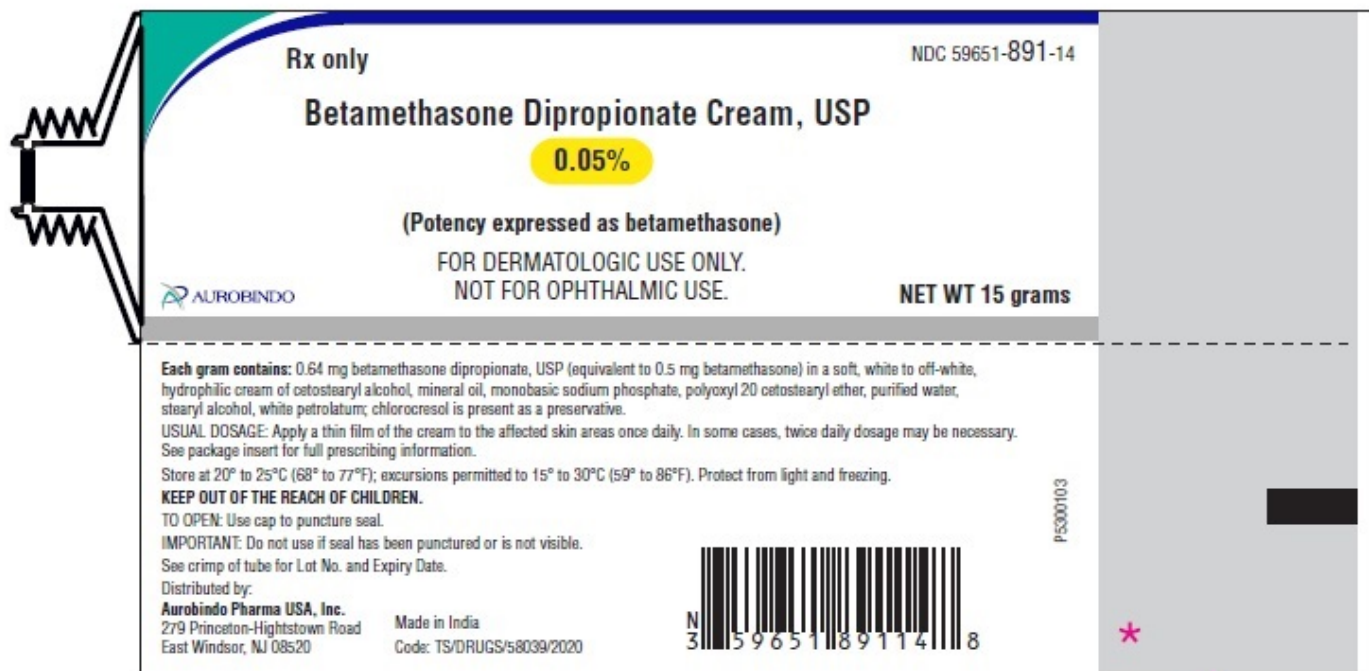 Rx only
NDC 59651-891-14
Betamethasone Dipropionate Cream, USP
0.05%
(Potency expressed as betamethasone)
FOR DERMATOLOGIC USE ONLY.
NOT FOR OPHTHALMIC USE.
AUROBINDO
NET WT 15 grams
Each gram contains: 0.64 mg betamethasone dipropionate, USP (equivalent to 0.5 mg betamethasone) in a soft, white to off-white,
hydrophilic cream of cetostearyl alcohol, mineral oil, monobasic sodium phosphate, polyoxyl 20 cetostearyl ether, purified water,
stearyl alcohol, white petrolatum; chlorocresol is present as a preservative.
USUAL DOSAGE: Apply a thin film of the cream to the affected skin areas once daily. In some cases, twice daily dosage may be necessary.
See package insert for full prescribing information.
Store at 20° to 25°C (68° to 77°F); excursions permitted to 15° to 30°C (59° to 86°F). Protect from light and freezing.
KEEP OUT OF THE REACH OF CHILDREN.
TO OPEN: Use cap to puncture seal.
IMPORTANT: Do not use if seal has been punctured or is not visible.
See crimp of tube for Lot No. and Expiry Date.
Distributed by:
Aurobindo Pharma USA, Inc.
279 Princeton-Hightstown Road
East Windsor, NJ 08520
Made in India
Code: TS/DRUGS/58039/2020
N
3 59651 89114 8
P5300103
*